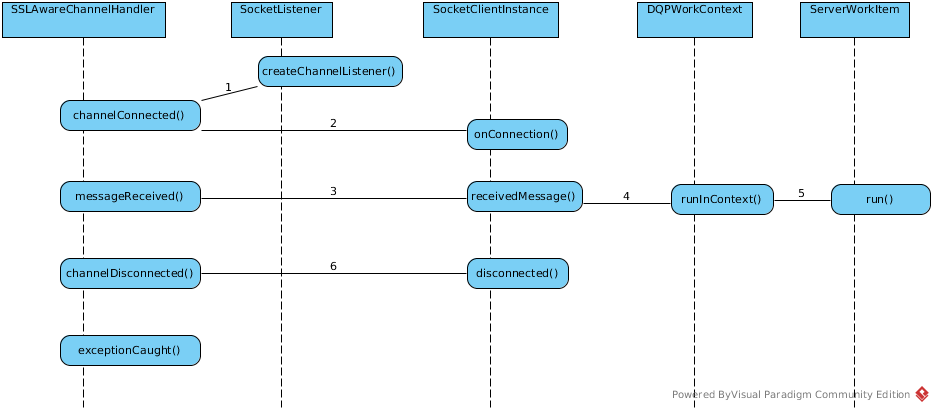 SSLAwareChannelHandler
SocketListener
SocketClientInstance
DQPWorkContext
ServerWorkItem
createChannelListener()
1
channelConnected()
2
onConnection()
messageReceived()
3
receivedMessage()
4
runInContext()
5
run()
channelDisconnected()
6
disconnected()
exceptionCaught()
Powered ByVisual Paradigm Community Edition